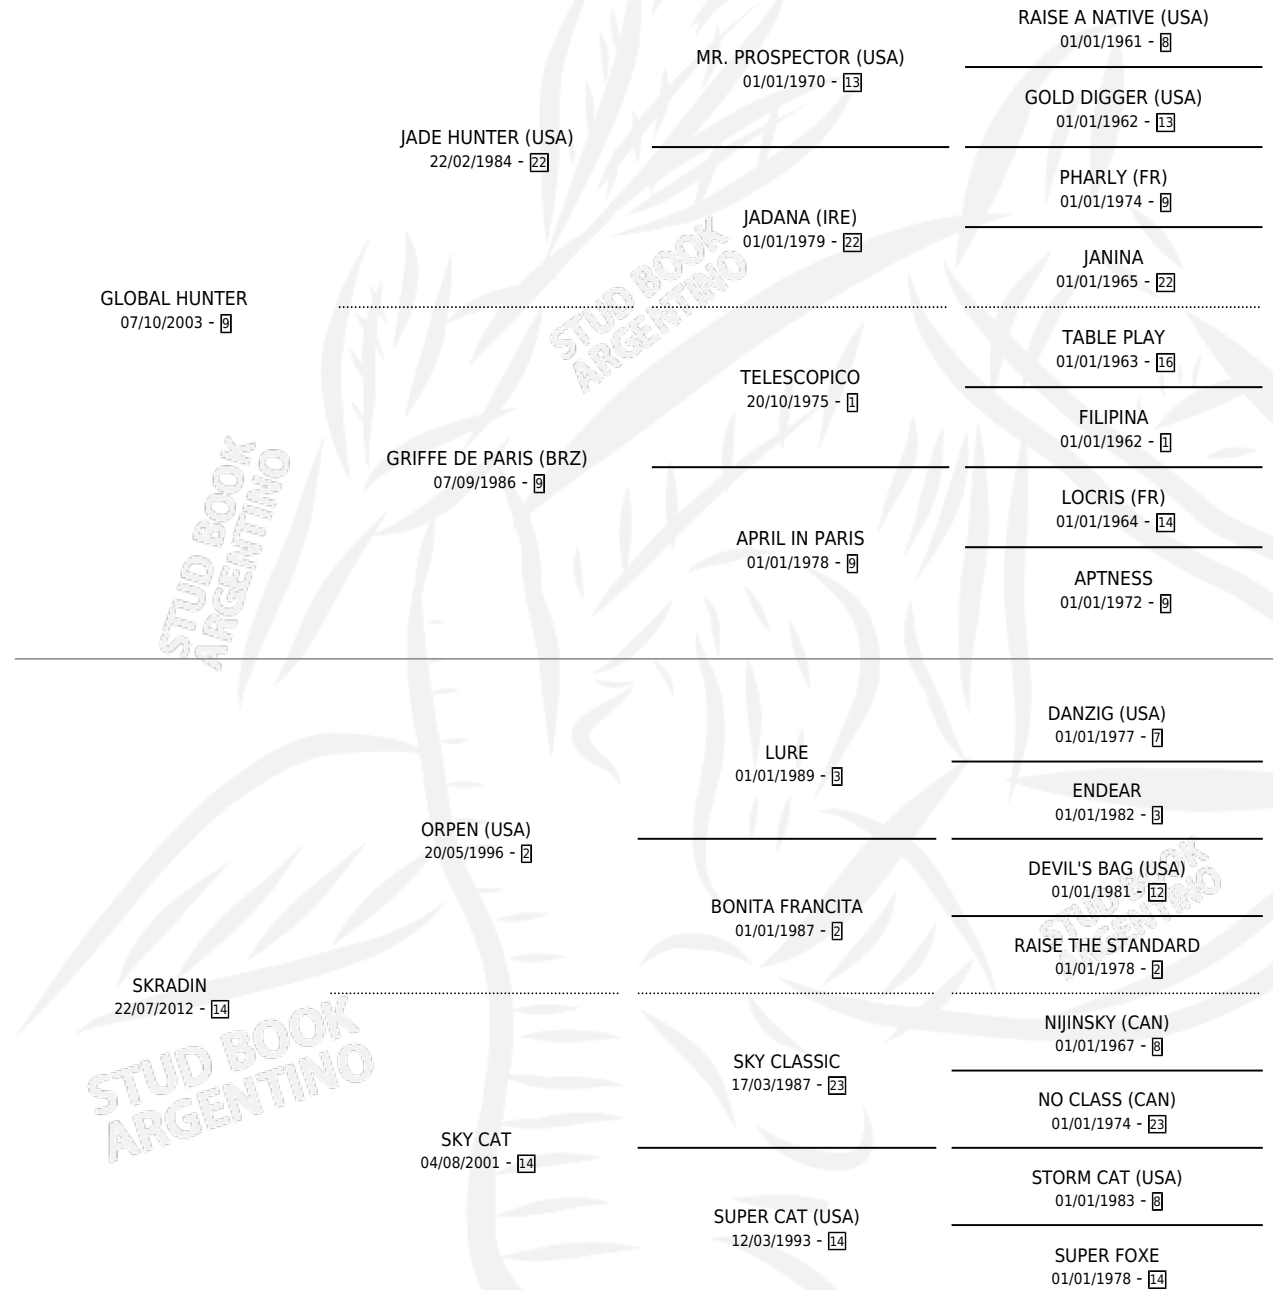 RAISE A NATIVE (USA)
01/01/1961 - 8
MR. PROSPECTOR (USA)
01/01/1970 - 13
GOLD DIGGER (USA)
01/01/1962 - 13
JADE HUNTER (USA)
22/02/1984 - 22
PHARLY (FR)
01/01/1974 - 9
JADANA (IRE)
01/01/1979 - 22
JANINA
01/01/1965 - 22
GLOBAL HUNTER
07/10/2003 - 9
TABLE PLAY
01/01/1963 - 16
TELESCOPICO
20/10/1975 - 1
FILIPINA
01/01/1962 - 1
GRIFFE DE PARIS (BRZ)
07/09/1986 - 9
LOCRIS (FR)
01/01/1964 - 14
APRIL IN PARIS
01/01/1978 - 9
APTNESS
01/01/1972 - 9
DANZIG (USA)
01/01/1977 - 7
LURE
01/01/1989 - 3
ENDEAR
01/01/1982 - 3
ORPEN (USA)
20/05/1996 - 2
DEVIL'S BAG (USA)
01/01/1981 - 12
BONITA FRANCITA
01/01/1987 - 2
RAISE THE STANDARD
01/01/1978 - 2
SKRADIN
22/07/2012 - 14
NIJINSKY (CAN)
01/01/1967 - 8
SKY CLASSIC
17/03/1987 - 23
NO CLASS (CAN)
01/01/1974 - 23
SKY CAT
04/08/2001 - 14
STORM CAT (USA)
01/01/1983 - 8
SUPER CAT (USA)
12/03/1993 - 14
SUPER FOXE
01/01/1978 - 14
STUD BOOK
ARGENTINO
STUD BOOK
ARGENTINO
STUD BOOK
ARGENTINO
STUD BOOK
ARGENTINO